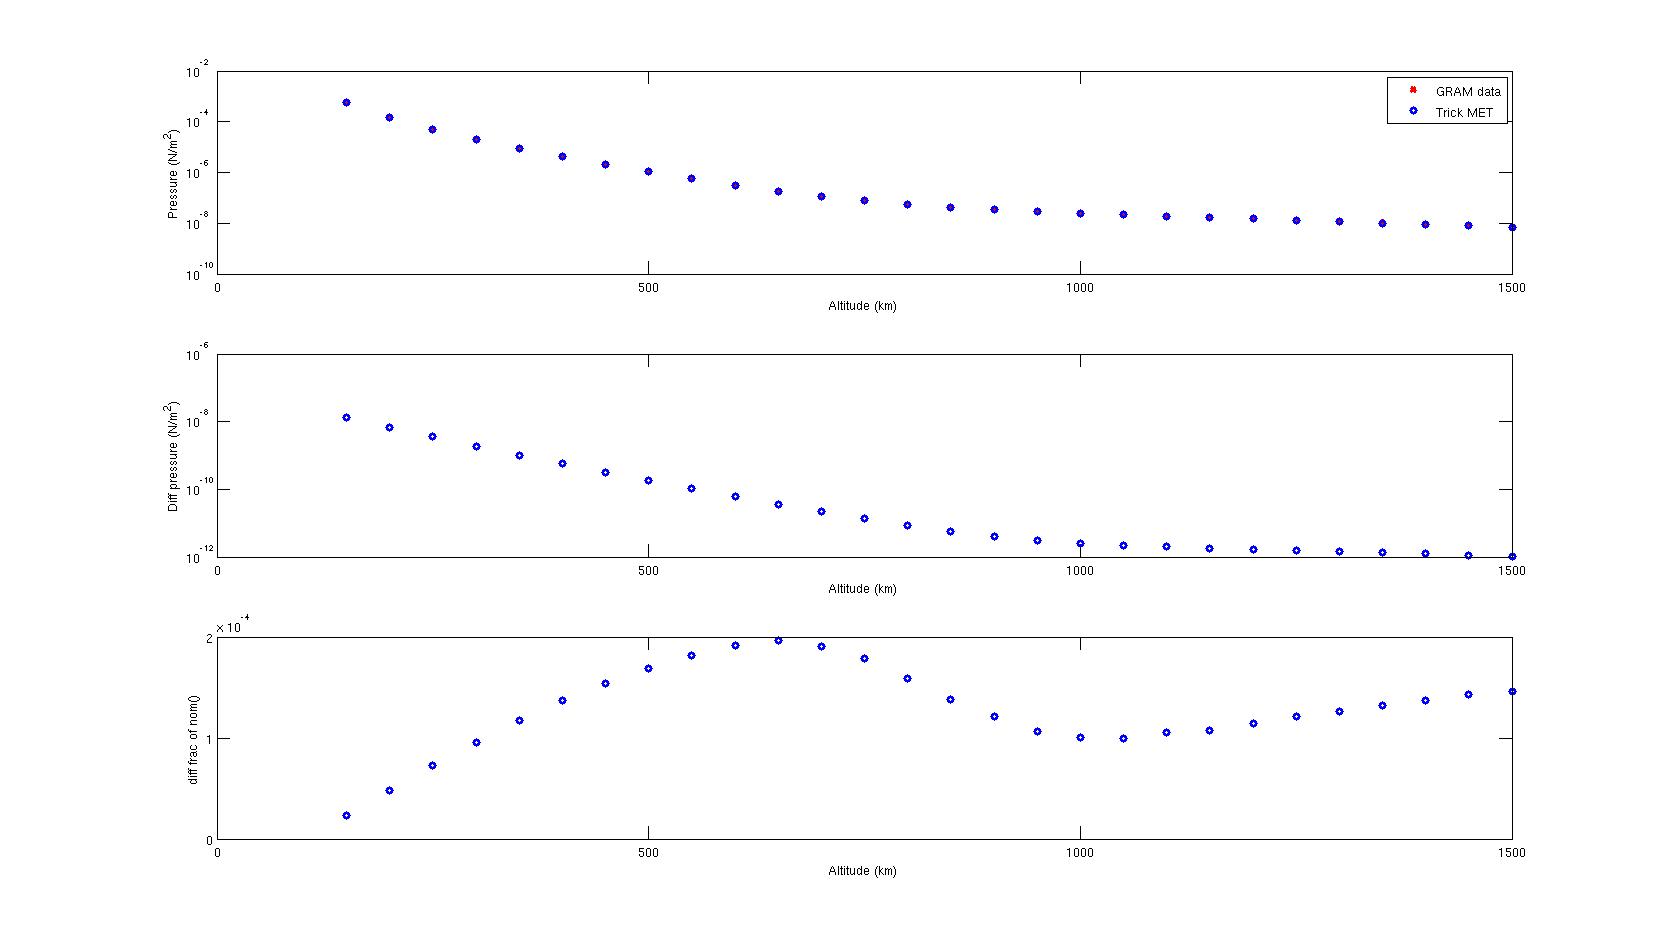 10^-2
GRAM data
Trick MET
10^-4
10^-6
10^-8
10^-10
Pressure (N/m^2)
0 500 1000 1500
Altitude (km)
10^-6
10^-8
10^-10
10^-12
Diff pressure (N/m^2)
0 500 1000 1500
Altitude (km)
× 10^-4
2
1
0
diff frac of nom()
0 500 1000 1500
Altitude (km)